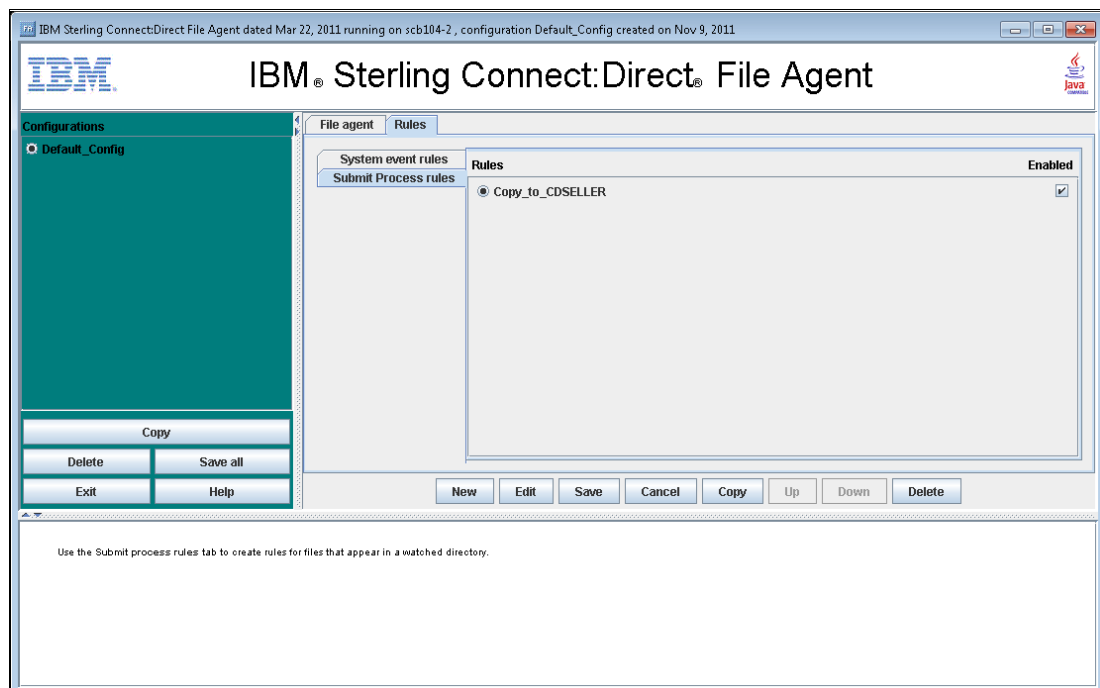 IBM Sterling Connect:Direct File Agent dated Mar 22, 2011 running on scb104-2 , configuration Default_Config created on Nov 9, 2011
IBM
IBM® Sterling Connect:Direct® File Agent
Java
COMPATIBLE
Configurations
Default_Config
File agent
Rules
System event rules
Submit Process rules
Rules
Enabled
Copy_to_CDSELLER
Copy
Delete
Save all
Exit
Help
New
Edit
Save
Cancel
Copy
Up
Down
Delete
Use the Submit process rules tab to create rules for files that appear in a watched directory.